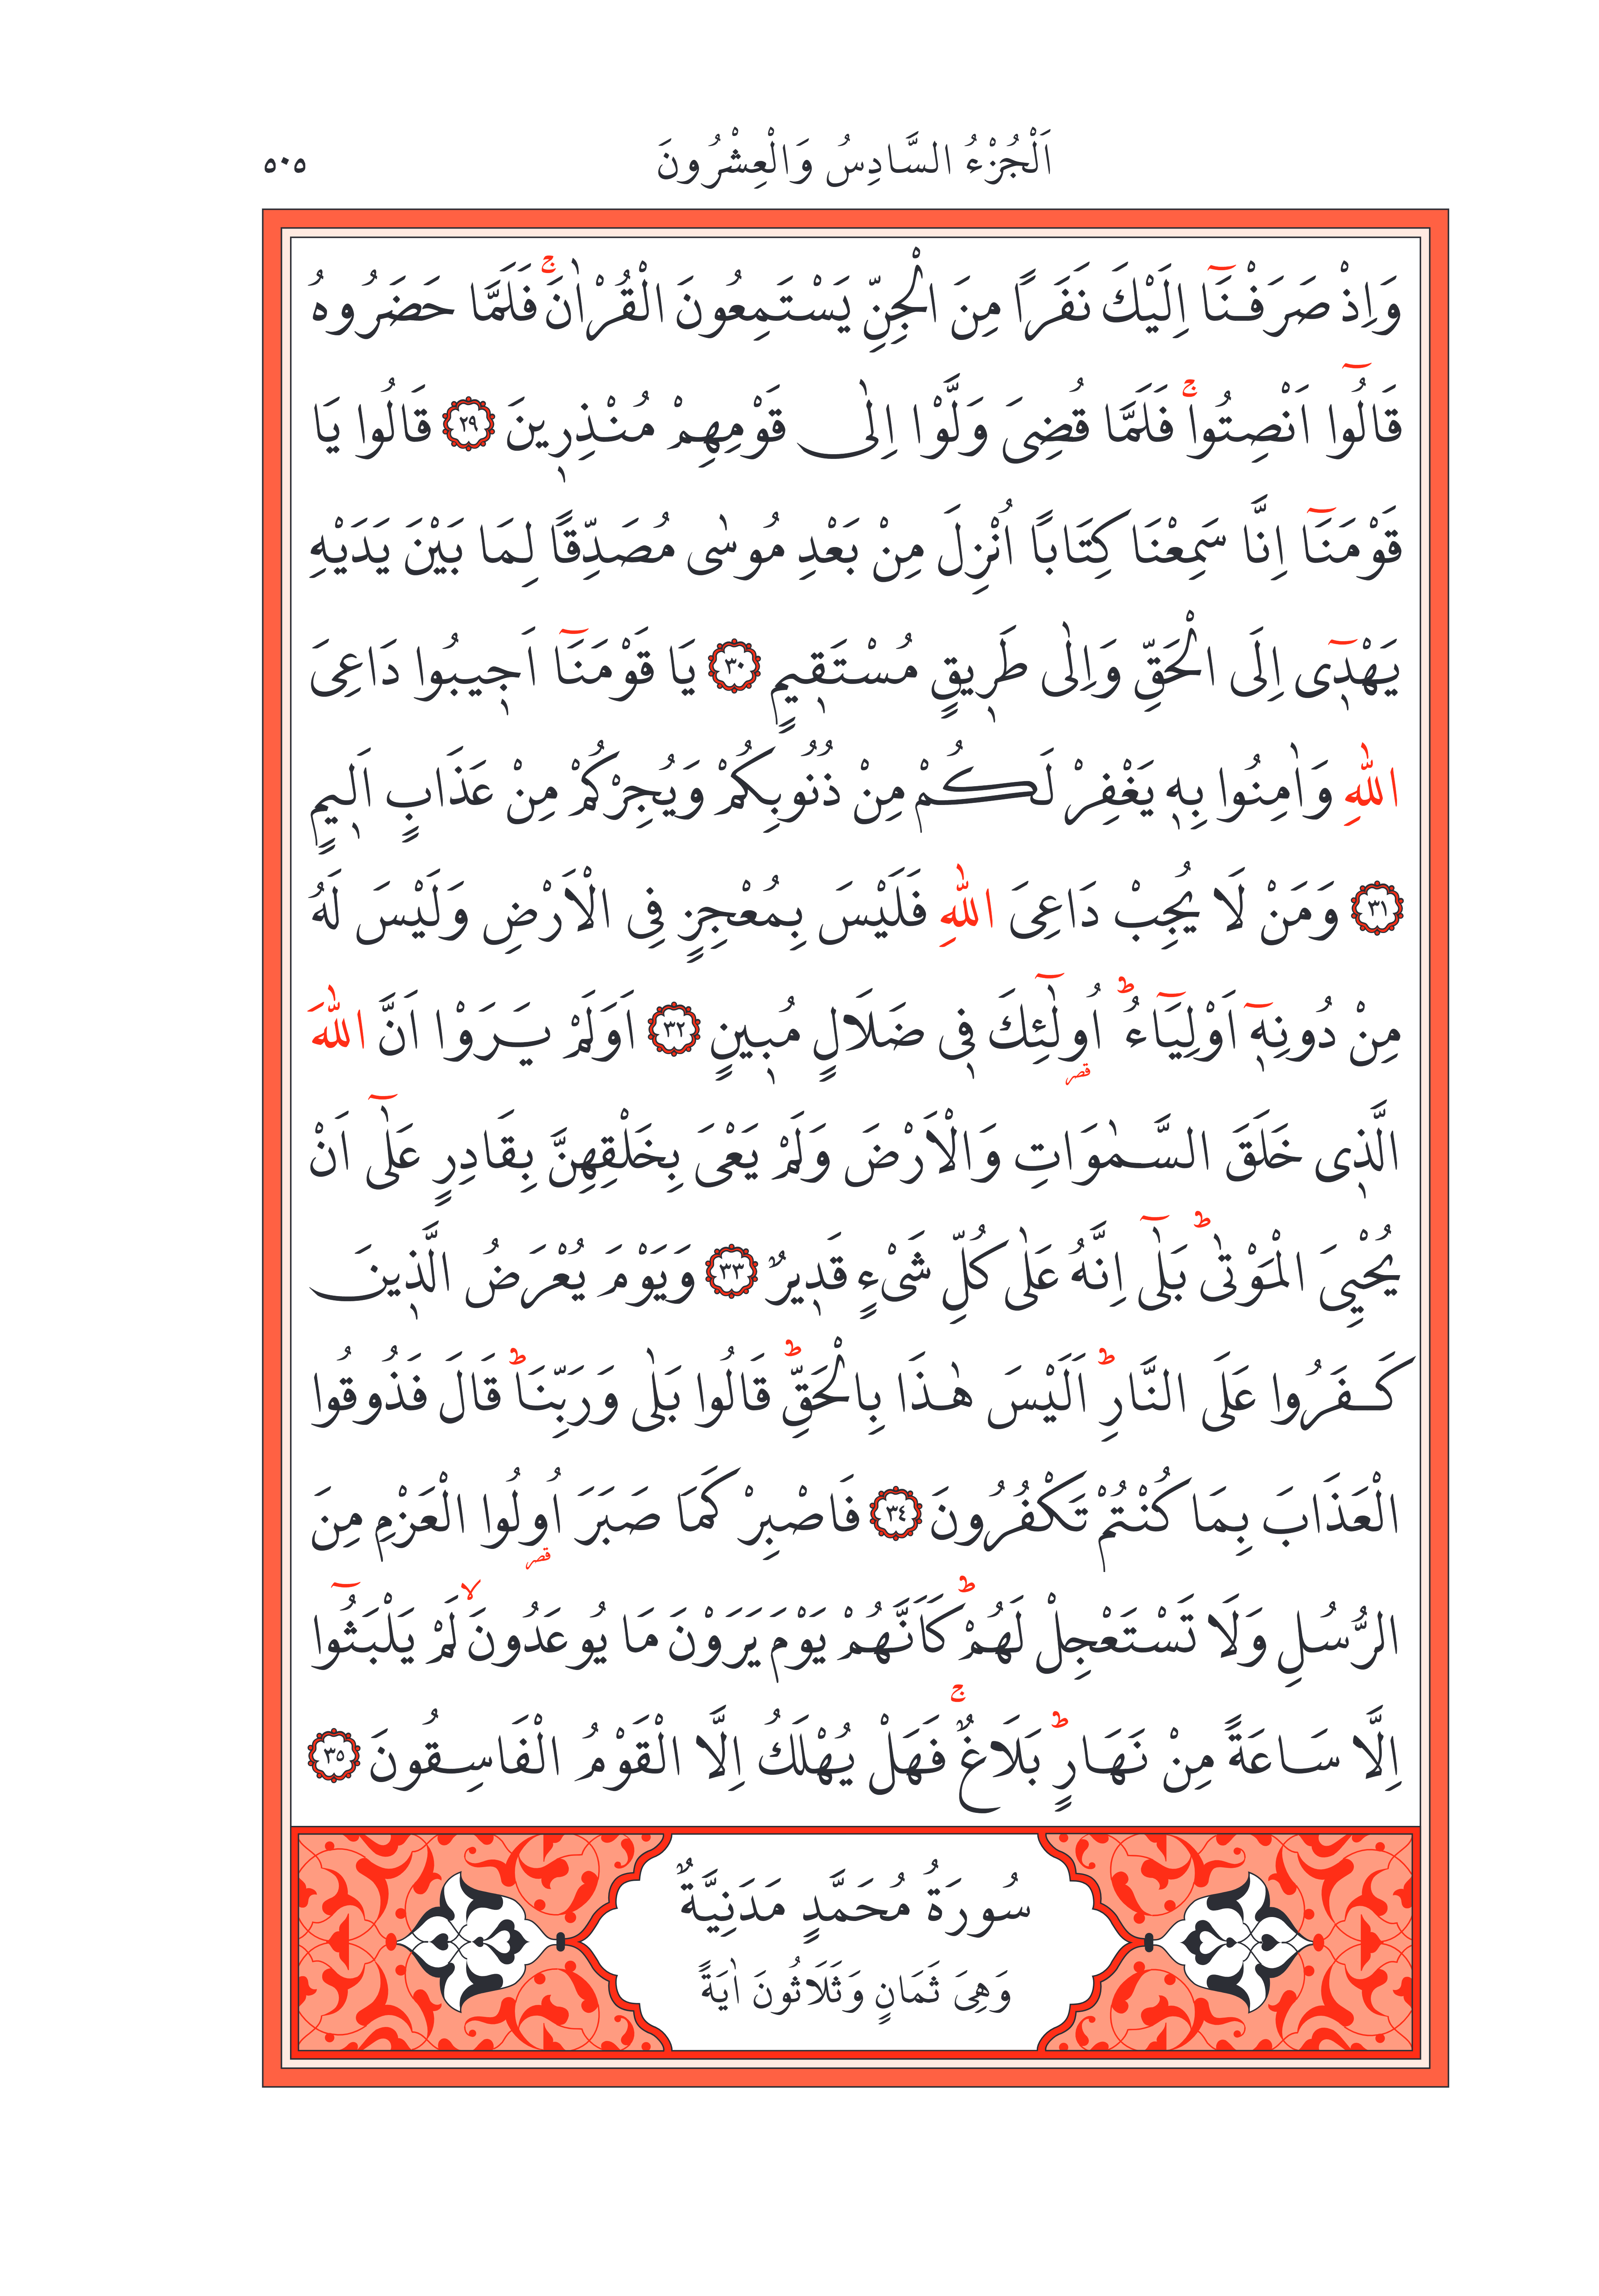 اَلْجُزْءُ السَّادِسُ وَالْعِشْرُونَ ٥٠٥
وَاِذْ صَرَفْنَٓا اِلَيْكَ نَفَرًا مِنَ الْجِنِّ يَسْتَمِعُونَ الْقُرْاٰنَۚ فَلَمَّا حَضَرُوهُ
قَالُٓوا اَنْصِتُواۚ فَلَمَّا قُضِىَ وَلَّوْا اِلٰى قَوْمِهِمْ مُنْذِرٖينَ ٢٩ قَالُوا يَا
قَوْمَنَٓا اِنَّا سَمِعْنَا كِتَابًا اُنْزِلَ مِنْ بَعْدِ مُوسٰى مُصَدِّقًا لِمَا بَيْنَ يَدَيْهِ
يَهْدٖٓى اِلَى الْحَقِّ وَاِلٰى طَرٖيقٍ مُسْتَقٖيمٍ ٣٠ يَا قَوْمَنَٓا اَجٖيبُوا دَاعِىَ
اللّٰهِ وَاٰمِنُوا بِهٖ يَغْفِرْ لَكُمْ مِنْ ذُنُوبِكُمْ وَيُجِرْكُمْ مِنْ عَذَابٍ اَلٖيمٍ
٣١ وَمَنْ لَا يُجِبْ دَاعِىَ اللّٰهِ فَلَيْسَ بِمُعْجِزٍ فِى الْاَرْضِ وَلَيْسَ لَهُ
مِنْ دُونِهٖٓ اَوْلِيَٓاءُؕ اُو۬لٰٓئِكَ فٖى ضَلَالٍ مُبٖينٍ ٣٢ اَوَلَمْ يَرَوْا اَنَّ اللّٰهَ
الَّذٖى خَلَقَ السَّمٰوَاتِ وَالْاَرْضَ وَلَمْ يَعْىَ بِخَلْقِهِنَّ بِقَادِرٍ عَلٰٓى اَنْ
يُحْيِىَ الْمَوْتٰىؕ بَلٰٓى اِنَّهُ عَلٰى كُلِّ شَىْءٍ قَدٖيرٌ ٣٣ وَيَوْمَ يُعْرَضُ الَّذٖينَ
كَفَرُوا عَلَى النَّارِؕ اَلَيْسَ هٰذَا بِالْحَقِّؕ قَالُوا بَلٰى وَرَبِّنَاؕ قَالَ فَذُوقُوا
الْعَذَابَ بِمَا كُنْتُمْ تَكْفُرُونَ ٣٤ فَاصْبِرْ كَمَا صَبَرَ اُو۬لُوا الْعَزْمِ مِنَ
الرُّسُلِ وَلَا تَسْتَعْجِلْ لَهُمْؕ كَاَنَّهُمْ يَوْمَ يَرَوْنَ مَا يُوعَدُونَۙ لَمْ يَلْبَثُٓوا
اِلَّا سَاعَةً مِنْ نَهَارٍؕ بَلَاغٌۚ فَهَلْ يُهْلَكُ اِلَّا الْقَوْمُ الْفَاسِقُونَ ٣٥
سُورَةُ مُحَمَّدٍ مَدَنِيَّةٌ
وَهِىَ ثَمَانٍ وَثَلَاثُونَ اٰيَةً